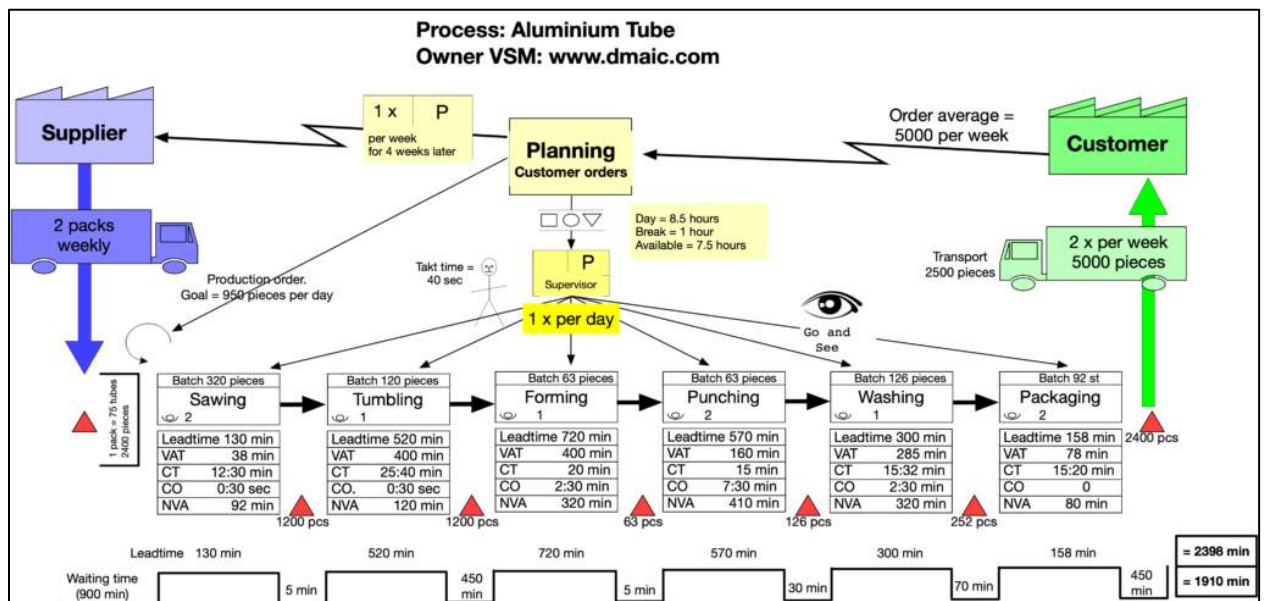 Process: Aluminium Tube
Owner VSM: www.dmaic.com
Supplier
1 x P
per week
for 4 weeks later
Planning
Customer orders
Order average =
5000 per week
Customer
2 packs
weekly
Day = 8.5 hours
Break = 1 hour
Available = 7.5 hours
Transport
2500 pieces
2 x per week
5000 pieces
Production order.
Goal = 950 pieces per day
Takt time =
40 sec
P
Supervisor
1 x per day
Go and
See
1 pack = 75 tubes
2400 pieces
Batch 320 pieces
Sawing
2
Leadtime 130 min
VAT 38 min
CT 12:30 min
CO 0:30 sec
NVA 92 min
1200 pcs
Batch 120 pieces
Tumbling
1
Leadtime 520 min
VAT 400 min
CT 25:40 min
CO. 0:30 sec
NVA 120 min
1200 pcs
Batch 63 pieces
Forming
1
Leadtime 720 min
VAT 400 min
CT 20 min
CO 2:30 min
NVA 320 min
63 pcs
Batch 63 pieces
Punching
2
Leadtime 570 min
VAT 160 min
CT 15 min
CO 7:30 min
NVA 410 min
126 pcs
Batch 126 pieces
Washing
1
Leadtime 300 min
VAT 285 min
CT 15:32 min
CO 2:30 min
NVA 320 min
252 pcs
Batch 92 st
Packaging
2
Leadtime 158 min
VAT 78 min
CT 15:20 min
CO 0
NVA 80 min
2400 pcs
Leadtime 130 min 520 min 720 min 570 min 300 min 158 min = 2398 min
Waiting time
(900 min) 5 min 450 min 5 min 30 min 70 min 450 min = 1910 min